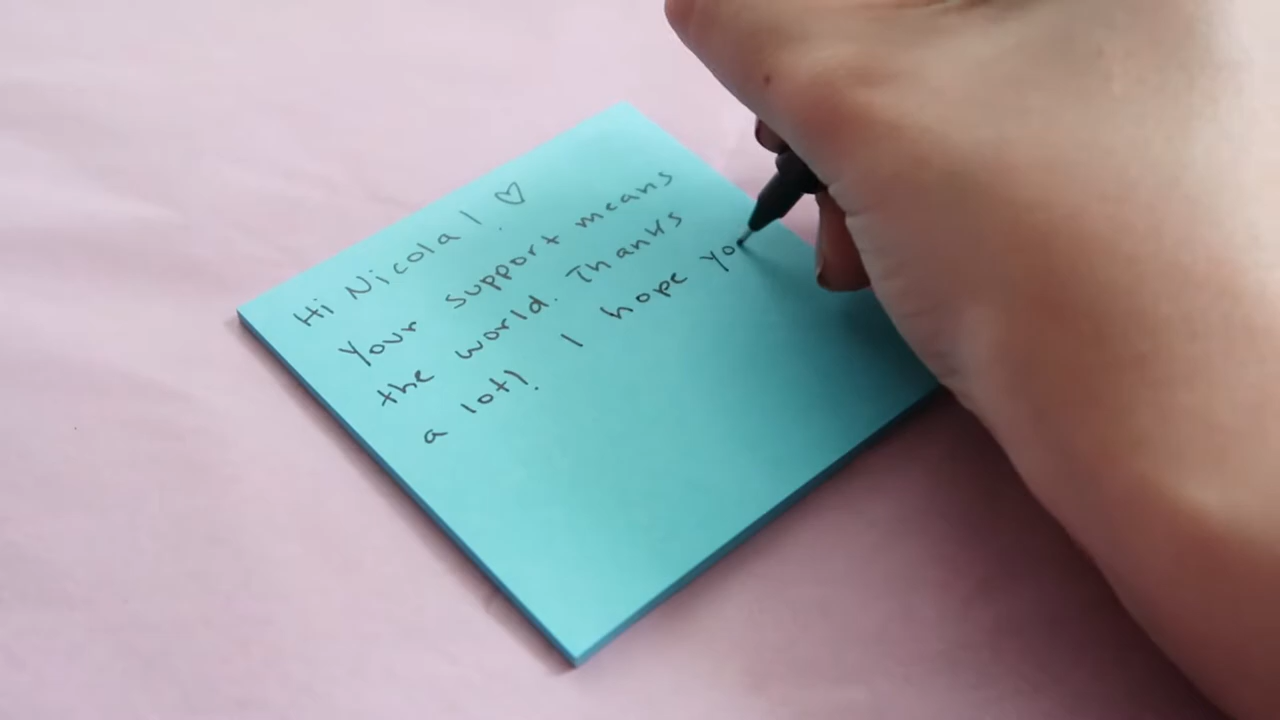 Hi Nicola! ♡
Your support means
the world. Thanks
a lot! I hope yo